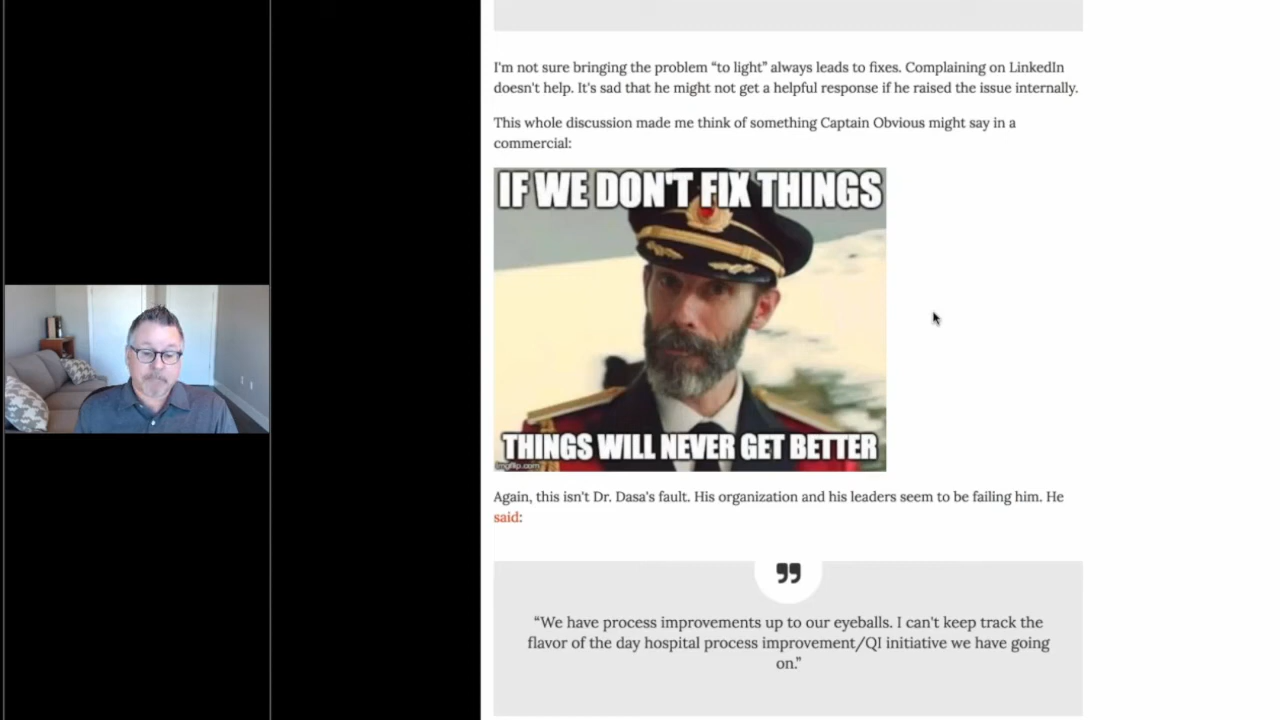 I'm not sure bringing the problem “to light” always leads to fixes. Complaining on LinkedIn
doesn't help. It's sad that he might not get a helpful response if he raised the issue internally.
This whole discussion made me think of something Captain Obvious might say in a
commercial:
IF WE DON'T FIX THINGS
THINGS WILL NEVER GET BETTER
imgflip.com
Again, this isn't Dr. Dasa's fault. His organization and his leaders seem to be failing him. He
said:
”
“We have process improvements up to our eyeballs. I can't keep track the
flavor of the day hospital process improvement/QI initiative we have going
on.”